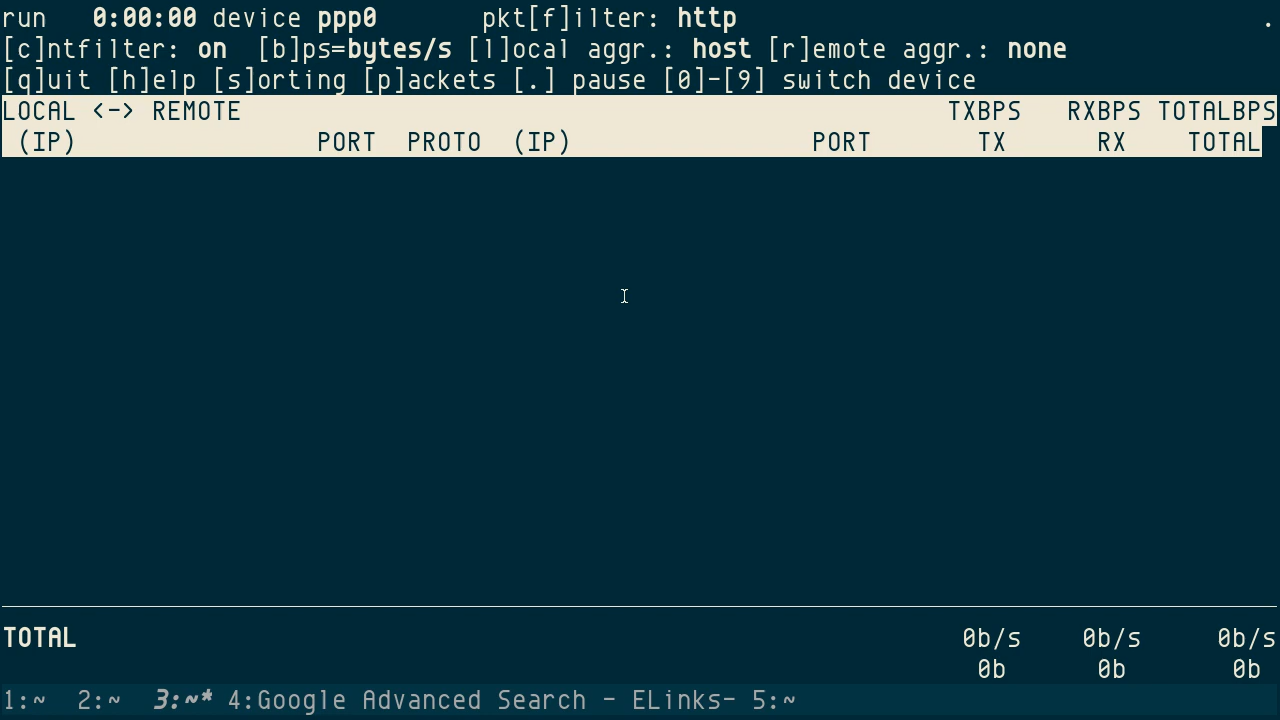 run   0:00:00 device ppp0       pkt[f]ilter: http                                   .
[c]ntfilter: on  [b]ps=bytes/s [l]ocal aggr.: host [r]emote aggr.: none
[q]uit [h]elp [s]orting [p]ackets [.] pause [0]-[9] switch device
LOCAL <-> REMOTE                                               TXBPS   RXBPS TOTALBPS
 (IP)                PORT  PROTO  (IP)                PORT       TX      RX    TOTAL
TOTAL                                                           0b/s    0b/s     0b/s
                                                                 0b      0b       0b
1:~  2:~  3:~* 4:Google Advanced Search - ELinks- 5:~